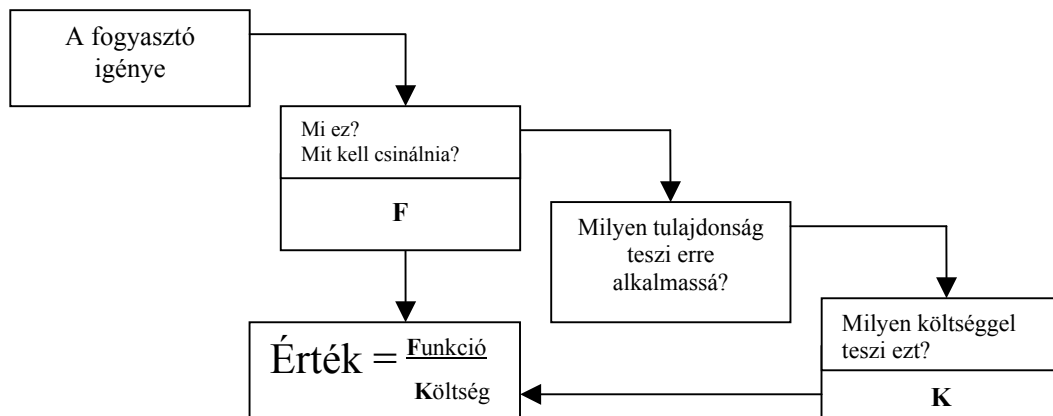 A fogyasztó
igénye
Mi ez?
Mit kell csinálnia?
F
Milyen tulajdonság
teszi erre
alkalmassá?
Milyen költséggel
teszi ezt?
K
Érték = Funkció
Költség